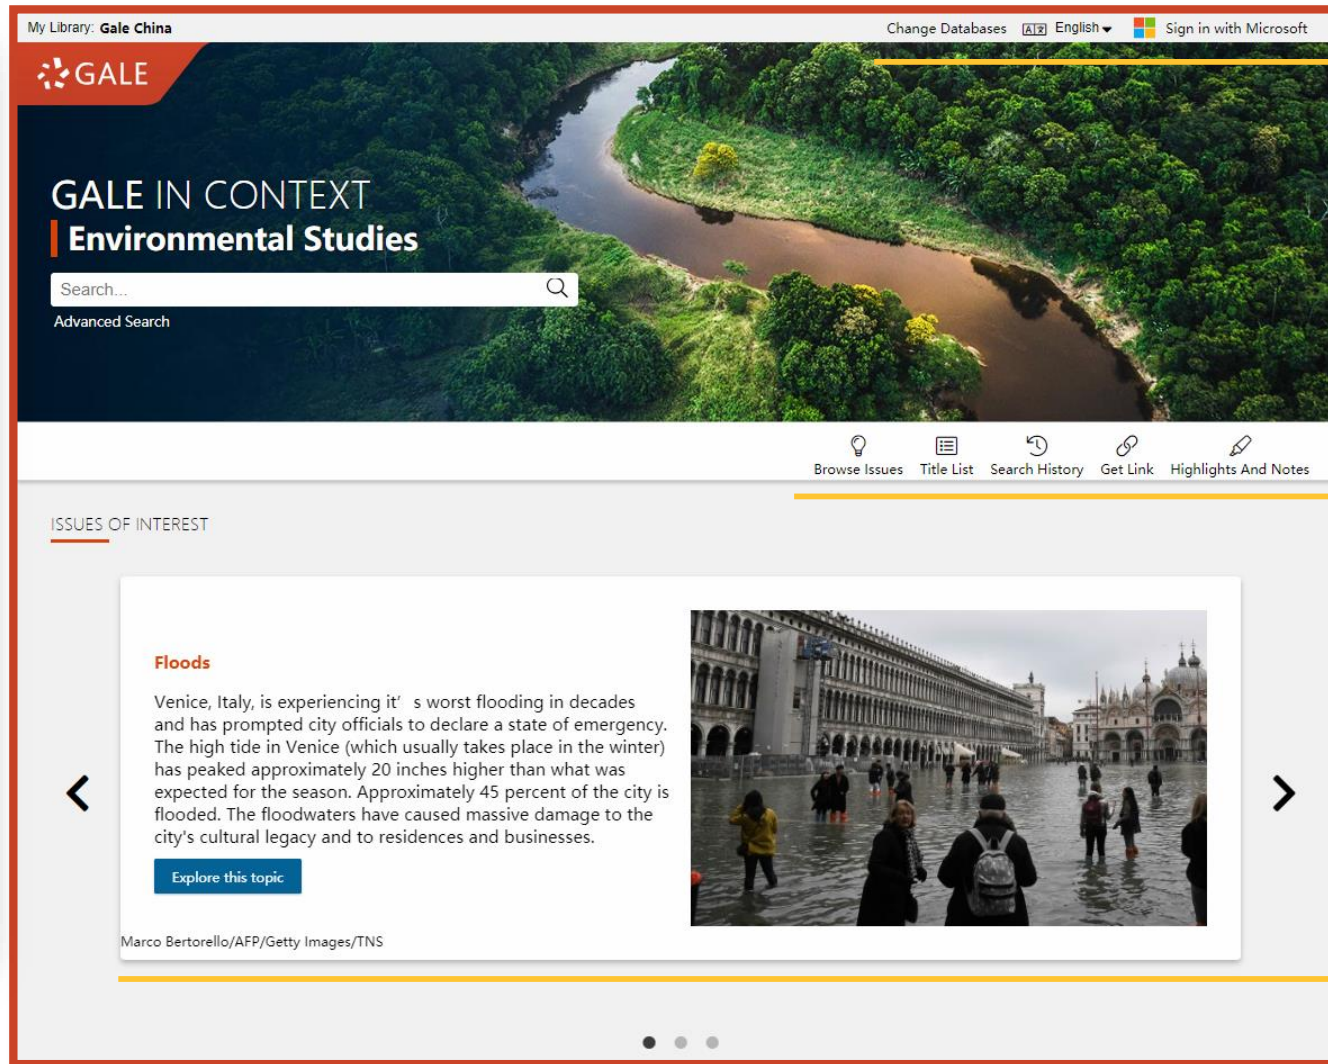 My Library: Gale China
Change Databases
English
Sign in with Microsoft
GALE
GALE IN CONTEXT
Environmental Studies
Search...
Advanced Search
Browse Issues
Title List
Search History
Get Link
Highlights And Notes
ISSUES OF INTEREST
Floods
Venice, Italy, is experiencing it’ s worst flooding in decades
and has prompted city officials to declare a state of emergency.
The high tide in Venice (which usually takes place in the winter)
has peaked approximately 20 inches higher than what was
expected for the season. Approximately 45 percent of the city is
flooded. The floodwaters have caused massive damage to the
city's cultural legacy and to residences and businesses.
Explore this topic
Marco Bertorello/AFP/Getty Images/TNS